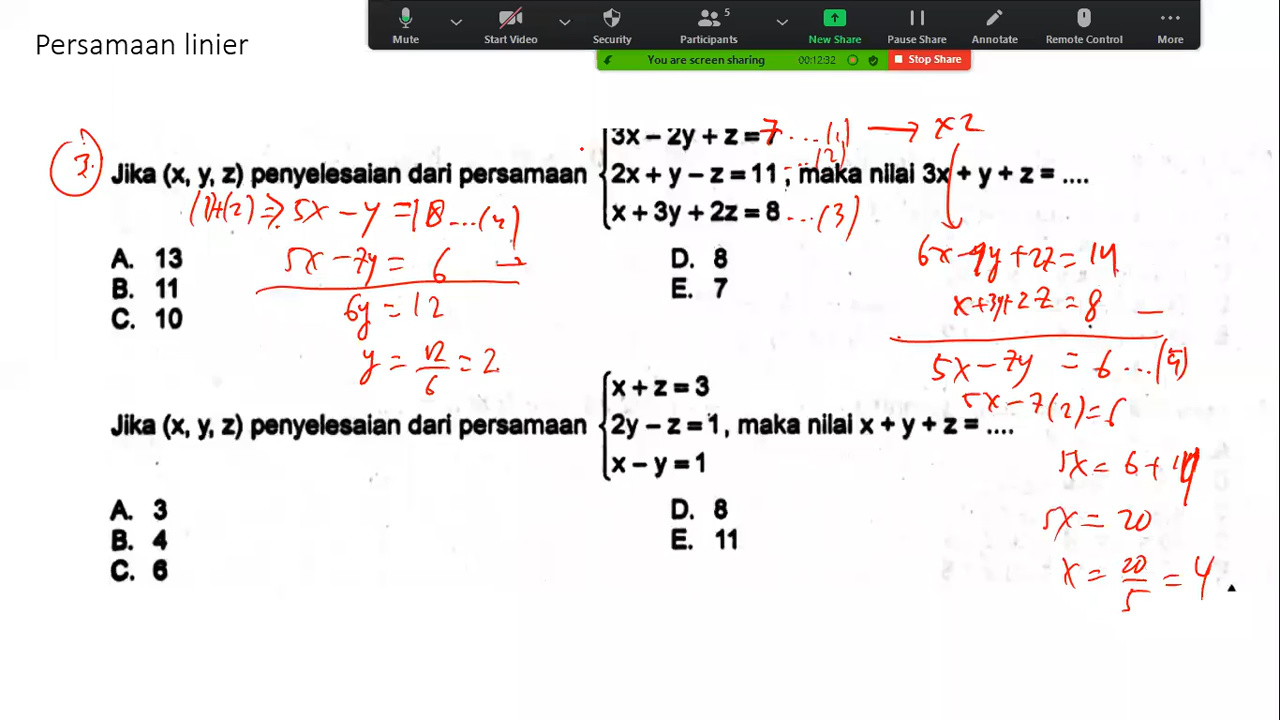 Persamaan linier
Mute
Start Video
Security
5
Participants
New Share
Pause Share
Annotate
Remote Control
More
You are screen sharing
00:12:32
Stop Share
3x – 2y + z = 7 ...(1) → x 2
Jika (x, y, z) penyelesaian dari persamaan 2x + y – z = 11 ...(2) , maka nilai 3x + y + z = ....
x + 3y + 2z = 8 ...(3)
(1)+(2) => 5x - y = 18 ...(4)
A. 13
B. 11
C. 10
D. 8
E. 7
5x - 7y = 6 -
6y = 12
y = 12/6 = 2
6x - 4y + 2z = 14
x + 3y + 2z = 8 -
5x - 7y = 6 ...(5)
5x - 7(2) = 6
5x = 6 + 14
5x = 20
x = 20/5 = 4
x + z = 3
Jika (x, y, z) penyelesaian dari persamaan 2y – z = 1, maka nilai x + y + z = ....
x – y = 1
A. 3
B. 4
C. 6
D. 8
E. 11